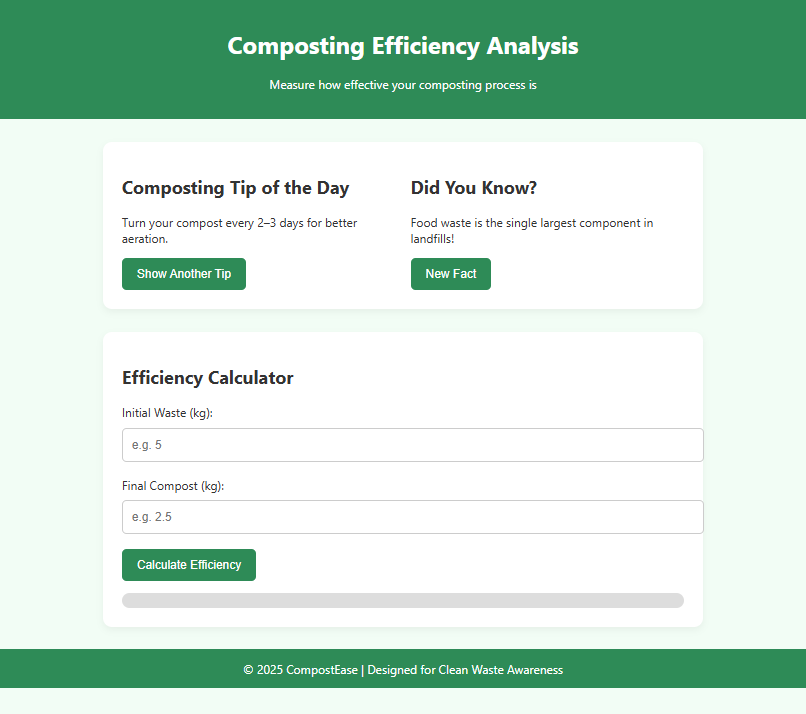 Composting Efficiency Analysis
Measure how effective your composting process is
Composting Tip of the Day
Turn your compost every 2–3 days for better
aeration.
Show Another Tip
Did You Know?
Food waste is the single largest component in
landfills!
New Fact
Efficiency Calculator
Initial Waste (kg):
e.g. 5
Final Compost (kg):
e.g. 2.5
Calculate Efficiency
© 2025 CompostEase | Designed for Clean Waste Awareness